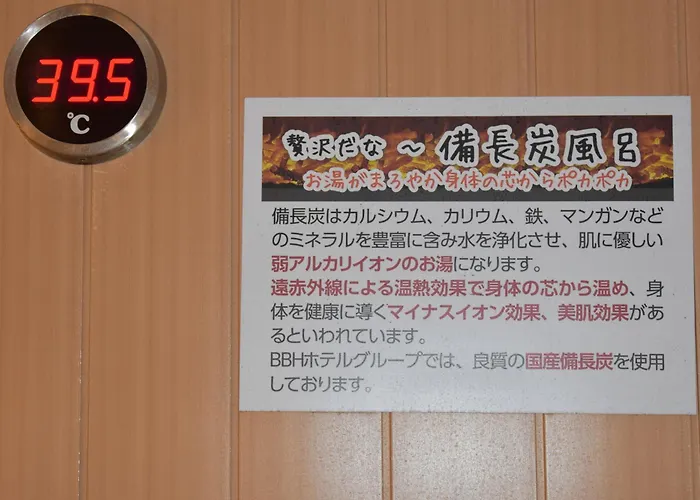 39.5
℃
贅沢だな ～ 備長炭風呂
お湯がまろやか身体の芯からポカポカ
備長炭はカルシウム、カリウム、鉄、マンガンなど
のミネラルを豊富に含み水を浄化させ、肌に優しい
弱アルカリイオンのお湯になります。
遠赤外線による温熱効果で身体の芯から温め、身
体を健康に導くマイナスイオン効果、美肌効果があ
るといわれています。
BBHホテルグループでは、良質の国産備長炭を使用
しております。